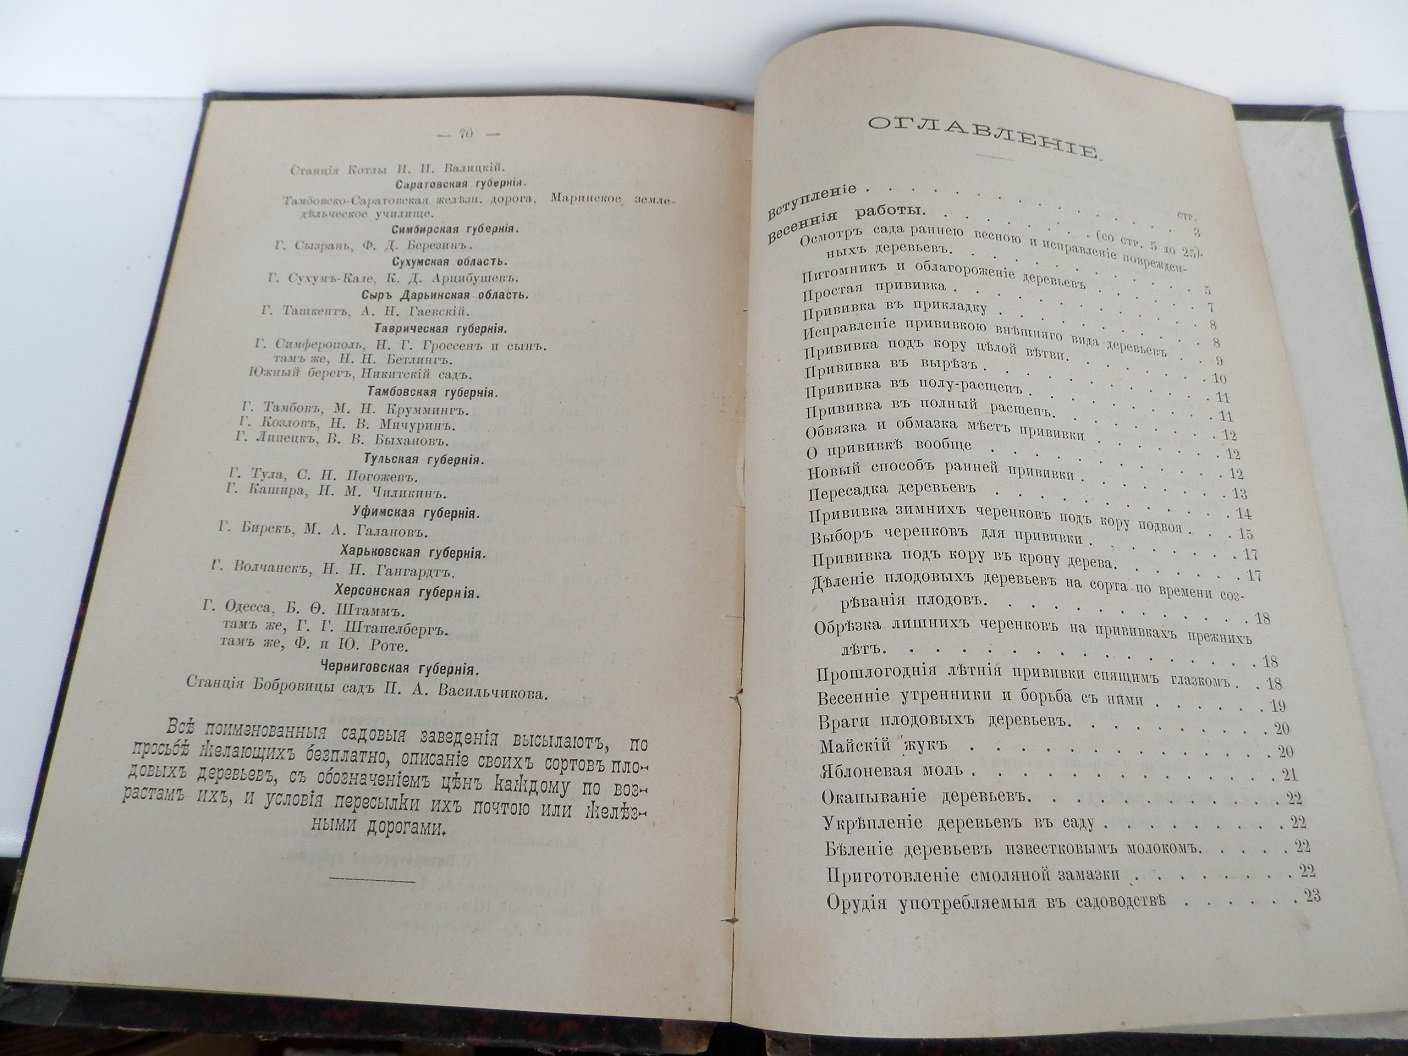 — 70 —
Станція Котлы И. И. Валицкій.
Саратовская губернія.
Тамбовско-Саратовская желѣзн. дорога, Маринское земле-
дѣльческое училище.
Симбирская губернія.
Г. Сызрань, Ф. Д. Березинъ.
Сухумская область.
Г. Сухумъ-Кале, К. Д. Арцибушевъ.
Сыръ Дарьинская область.
Г. Ташкентъ, А. Н. Гаевскій.
Таврическая губернія.
Г. Симферополь, Н. Г. Гроссенъ и сынъ.
тамъ же, Н. Н. Бетлингъ.
Южный берегъ, Никитскій садъ.
Тамбовская губернія.
Г. Тамбовъ, М. Н. Круммингъ.
Г. Козловъ, Н. В. Мичуринъ.
Г. Липецкъ, В. В. Быхановъ.
Тульская губернія.
Г. Тула, С. Н. Погожевъ.
Г. Кашира, Н. М. Чиликинъ.
Уфимская губернія.
Г. Бирскъ, М. А. Галановъ.
Харьковская губернія.
Г. Волчанскъ, Н. Н. Гангардтъ.
Херсонская губернія.
Г. Одесса, Б. Ѳ. Штаммъ.
тамъ же, Г. Г. Штапелбергъ.
тамъ же, Ф. и Ю. Роте.
Черниговская губернія.
Станція Бобровицы садъ П. А. Васильчикова.
Всѣ поименованныя садовыя заведенія высылаютъ, по
просьбѣ желающихъ безплатно, описаніе своихъ сортовъ пло-
довыхъ деревьевъ, съ обозначеніемъ цѣнъ каждому по воз-
растамъ ихъ, и условія пересылки ихъ почтою или желѣз-
ными дорогами.
ОГЛАВЛЕНІЕ.
стр.
Вступленіе . . . . . . . . . . . . . 3
Весеннія работы. . . . . . . (со стр. 5 до 25).
Осмотръ сада раннею весною и исправленіе поврежден-
ныхъ деревьевъ. . . . . . . . . . . 5
Питомникъ и облагороженіе деревьевъ . . . . . 7
Простая прививка . . . . . . . . . . . 8
Прививка въ прикладку . . . . . . . . . 8
Исправленіе прививкою внѣшняго вида деревьевъ . . 9
Прививка подъ кору цѣлой вѣтви. . . . . . . 10
Прививка въ вырѣзъ . . . . . . . . . . 11
Прививка въ полу-расщепъ . . . . . . . . 11
Прививка въ полный расщепъ. . . . . . . . 12
Обвязка и обмазка мѣстъ прививки . . . . . . 12
О прививкѣ вообще . . . . . . . . . . 12
Новый способъ ранней прививки . . . . . . . 13
Пересадка деревьевъ . . . . . . . . . . 14
Прививка зимнихъ черенковъ подъ кору подвоя . . . 15
Выборъ черенковъ для прививки . . . . . . . 17
Прививка подъ кору въ крону дерева. . . . . . 17
Дѣленіе плодовыхъ деревьевъ на сорта по времени соз-
рѣванія плодовъ. . . . . . . . . . . 18
Обрѣзка лишнихъ черенковъ на прививкахъ прежнихъ
лѣтъ. . . . . . . . . . . . . . . 18
Прошлогоднія лѣтнія прививки спящимъ глазкомъ. . . 18
Весенніе утренники и борьба съ ними . . . . . . 19
Враги плодовыхъ деревьевъ. . . . . . . . . 20
Майскій жукъ . . . . . . . . . . . . 20
Яблоневая моль . . . . . . . . . . . . 21
Окапываніе деревьевъ. . . . . . . . . . . 22
Укрѣпленіе деревьевъ въ саду . . . . . . . . 22
Бѣленіе деревьевъ известковымъ молокомъ. . . . . 22
Приготовленіе смоляной замазки . . . . . . . 22
Орудія употребляемыя въ садоводствѣ . . . . . . 23